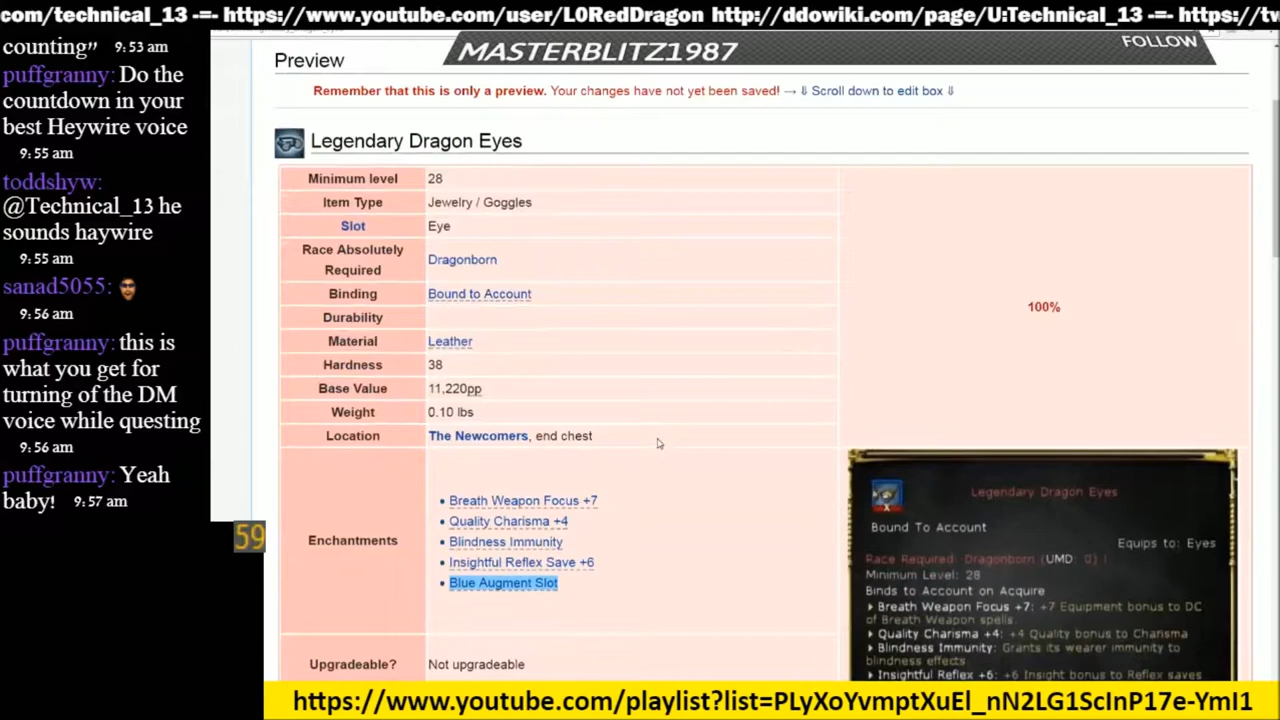 com/technical_13 -=- https://www.youtube.com/user/L0RedDragon http://ddowiki.com/page/U:Technical_13 -=- https://tv
counting" 9:53 am
puffgranny: Do the
countdown in your
best Heywire voice
9:55 am
toddshyw:
@Technical_13 he
sounds haywire
9:55 am
sanad5055:
9:56 am
puffgranny: this is
what you get for
turning of the DM
voice while questing
9:56 am
puffgranny: Yeah
baby! 9:57 am
59
MASTERBLITZ1987
FOLLOW
Preview
Remember that this is only a preview. Your changes have not yet been saved! → ⇓ Scroll down to edit box ⇓
Legendary Dragon Eyes
Minimum level 28
Item Type Jewelry / Goggles
Slot Eye
Race Absolutely
Required Dragonborn
Binding Bound to Account
Durability
Material Leather
Hardness 38
Base Value 11,220pp
Weight 0.10 lbs
Location The Newcomers, end chest
Enchantments
• Breath Weapon Focus +7
• Quality Charisma +4
• Blindness Immunity
• Insightful Reflex Save +6
• Blue Augment Slot
Upgradeable? Not upgradeable
100%
Legendary Dragon Eyes
Bound To Account
Equips to: Eyes
Race Required: Dragonborn (UMD: 0)
Minimum Level: 28
Binds to Account on Acquire
Breath Weapon Focus +7: +7 Equipment bonus to DC
of Breath Weapon spells.
Quality Charisma +4: +4 Quality bonus to Charisma
Blindness Immunity: Grants its wearer immunity to
blindness effects.
Insightful Reflex +6: +6 Insight bonus to Reflex saves
https://www.youtube.com/playlist?list=PLyXoYvmptXuEl_nN2LG1ScInP17e-YmI1